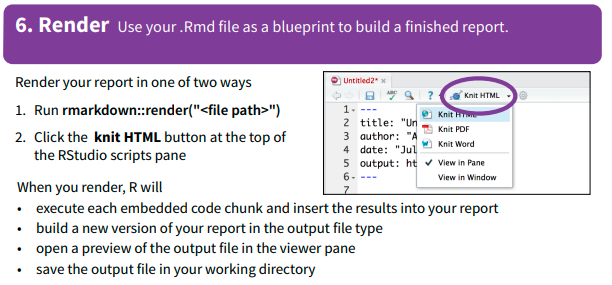 6. Render Use your .Rmd file as a blueprint to build a finished report.
Render your report in one of two ways
1. Run rmarkdown::render("<file path>")
2. Click the knit HTML button at the top of
the RStudio scripts pane
Untitled2*
ABC ? Knit HTML
1 ---
2 title: "Un
3 author: "A
4 date: "Jul
5 output: ht
6 ---
7
Knit HTML
Knit PDF
Knit Word
✓ View in Pane
View in Window
When you render, R will
• execute each embedded code chunk and insert the results into your report
• build a new version of your report in the output file type
• open a preview of the output file in the viewer pane
• save the output file in your working directory